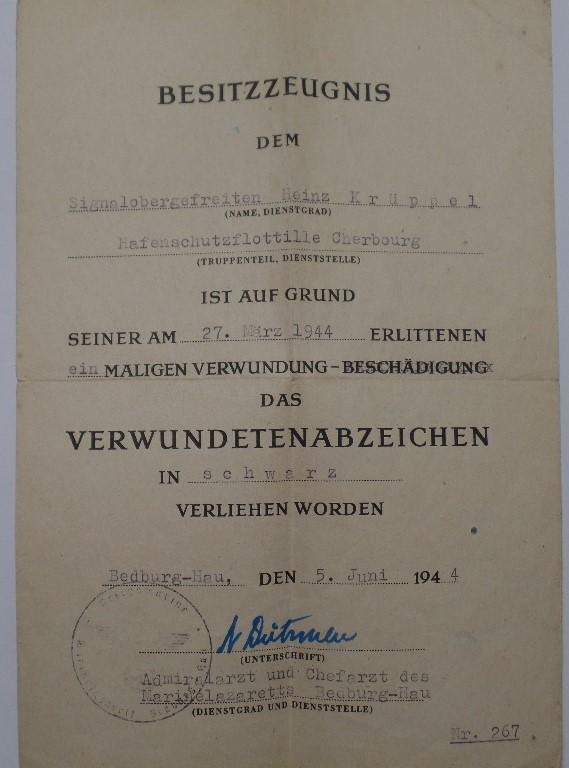 BESITZZEUGNIS
DEM
Signalobergefreiten Heinz Krüppel
(NAME, DIENSTGRAD)
Hafenschutzflottille Cherbourg
(TRUPPENTEIL, DIENSTSTELLE)
IST AUF GRUND
SEINER AM 27. März 1944 ERLITTENEN
ein MALIGEN VERWUNDUNG – BESCHÄDIGUNG
DAS
VERWUNDETENABZEICHEN
IN schwarz
VERLIEHEN WORDEN
Bedburg-Hau, DEN 5. Juni 1944
(UNTERSCHRIFT)
Admiralarzt und Chefarzt des
Marinelazaretts Bedburg-Hau
(DIENSTGRAD UND DIENSTSTELLE)
Nr. 267